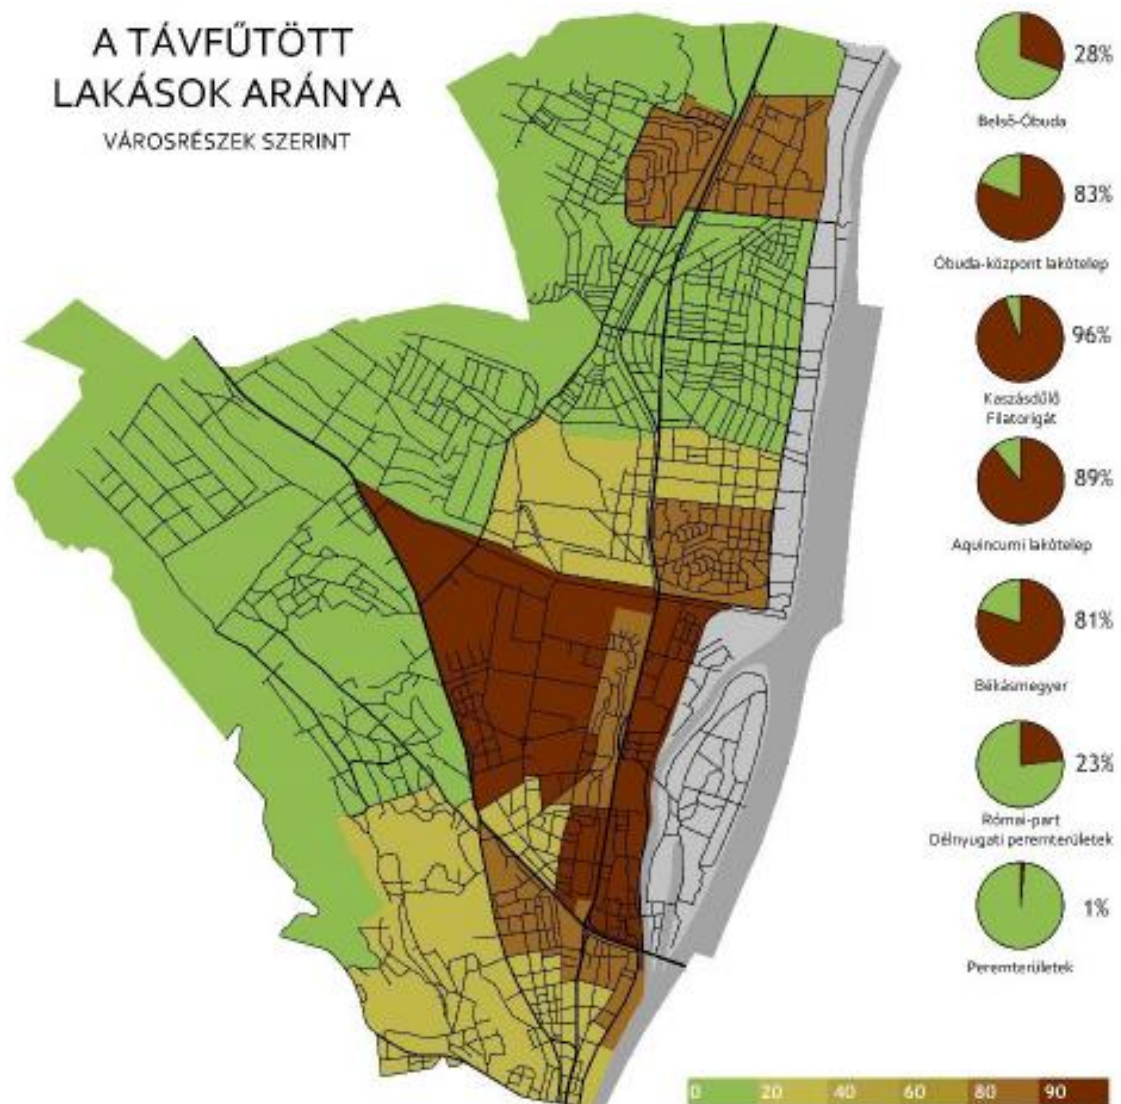 A TÁVFŰTÖTT
LAKÁSOK ARÁNYA
VÁROSRÉSZEK SZERINT
28%
Belső-Óbuda
83%
Óbuda-központ lakótelep
96%
Kaszásdűlő
Filatorigát
89%
Aquincumi lakótelep
81%
Békásmegyer
23%
Római-part
Délnyugati peremterületek
1%
Peremterületek
0 20 40 60 80 90